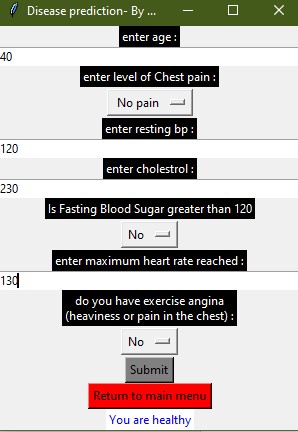 Disease prediction- By ...
enter age :
40
enter level of Chest pain :
No pain
enter resting bp :
120
enter cholestrol :
230
Is Fasting Blood Sugar greater than 120
No
enter maximum heart rate reached :
130
do you have exercise angina
(heaviness or pain in the chest) :
No
Submit
Return to main menu
You are healthy